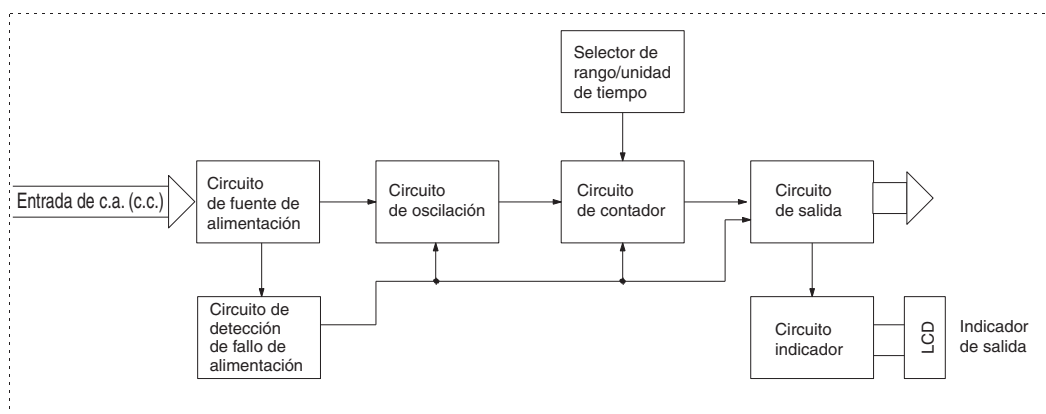 Selector de
rango/unidad
de tiempo
Entrada de c.a. (c.c.)
Circuito
de fuente de
alimentación
Circuito
de oscilación
Circuito
de contador
Circuito
de salida
Circuito de
detección
de fallo de
alimentación
Circuito
indicador
LCD
Indicador
de salida